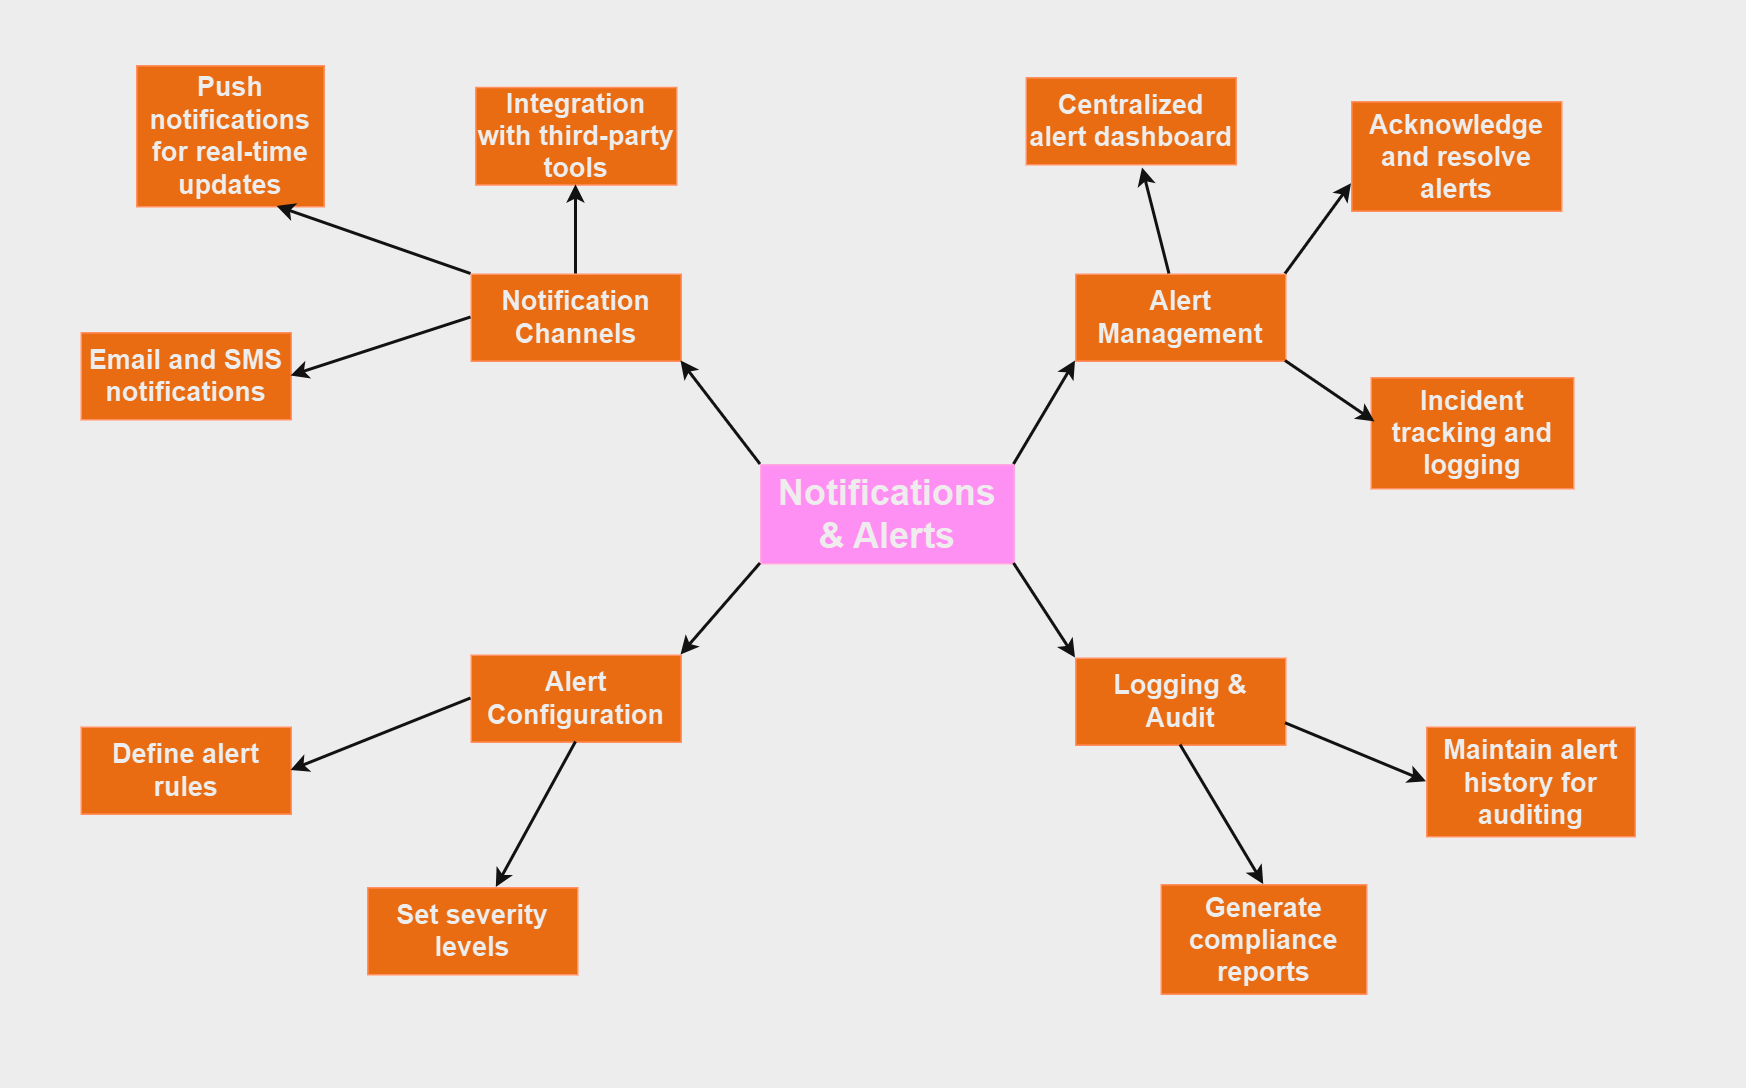 Push
notifications
for real-time
updates
Integration
with third-party
tools
Centralized
alert dashboard
Acknowledge
and resolve
alerts
Notification
Channels
Alert
Management
Email and SMS
notifications
Incident
tracking and
logging
Notifications
& Alerts
Alert
Configuration
Logging &
Audit
Define alert
rules
Maintain alert
history for
auditing
Set severity
levels
Generate
compliance
reports